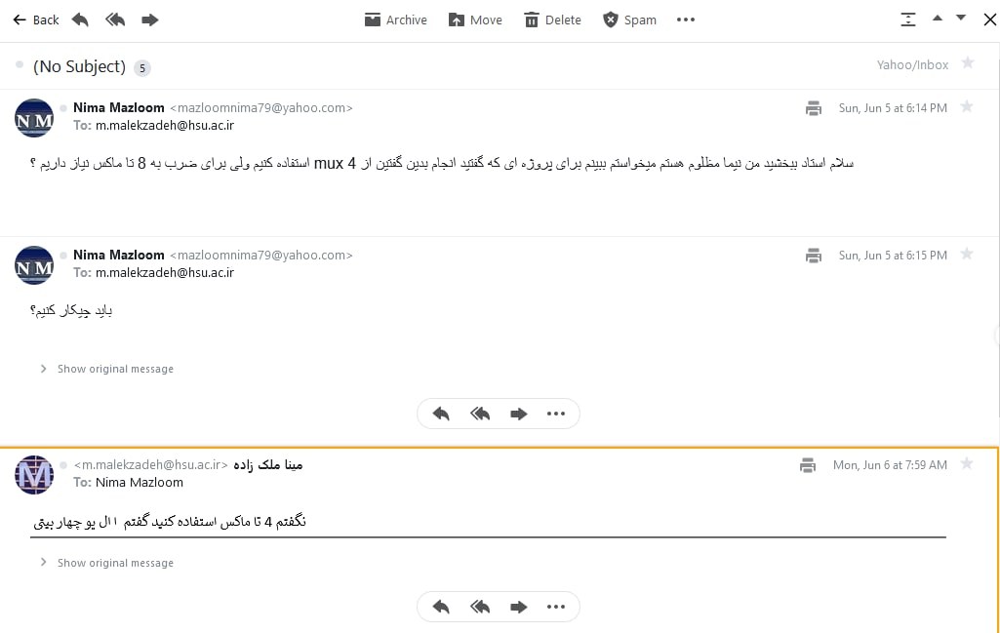 Back Archive Move Delete Spam
(No Subject) 5 Yahoo/Inbox
NM Nima Mazloom <mazloomnima79@yahoo.com> Sun, Jun 5 at 6:14 PM
To: m.malekzadeh@hsu.ac.ir
سلام استاد ببخشید من نیما مظلوم هستم میخواستم ببینم برای پروژه ای که گفتید انجام بدین گفتین از 4 mux استفاده کنیم ولی برای ضرب به 8 تا ماکس نیاز داریم ؟
NM Nima Mazloom <mazloomnima79@yahoo.com> Sun, Jun 5 at 6:15 PM
To: m.malekzadeh@hsu.ac.ir
باید چیکار کنیم؟
Show original message
M <m.malekzadeh@hsu.ac.ir> مینا ملک زاده Mon, Jun 6 at 7:59 AM
To: Nima Mazloom
نگفتم 4 تا ماکس استفاده کنید گفتم ۱ال یو چهار بیتی
Show original message